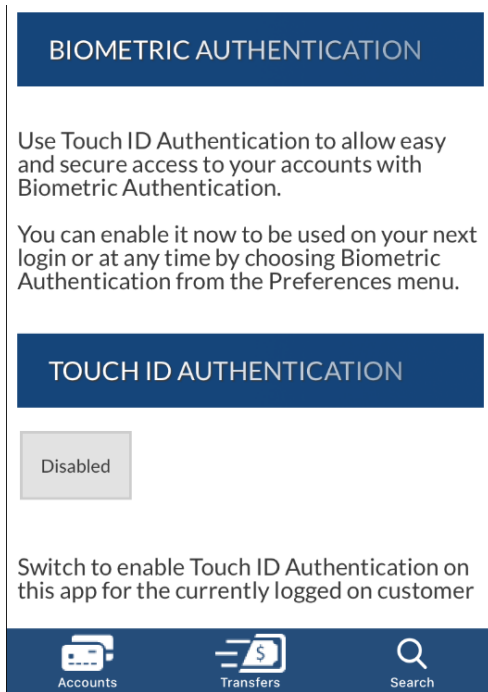 BIOMETRIC AUTHENTICATION
Use Touch ID Authentication to allow easy
and secure access to your accounts with
Biometric Authentication.
You can enable it now to be used on your next
login or at any time by choosing Biometric
Authentication from the Preferences menu.
TOUCH ID AUTHENTICATION
Disabled
Switch to enable Touch ID Authentication on
this app for the currently logged on customer
$
Accounts Transfers Search